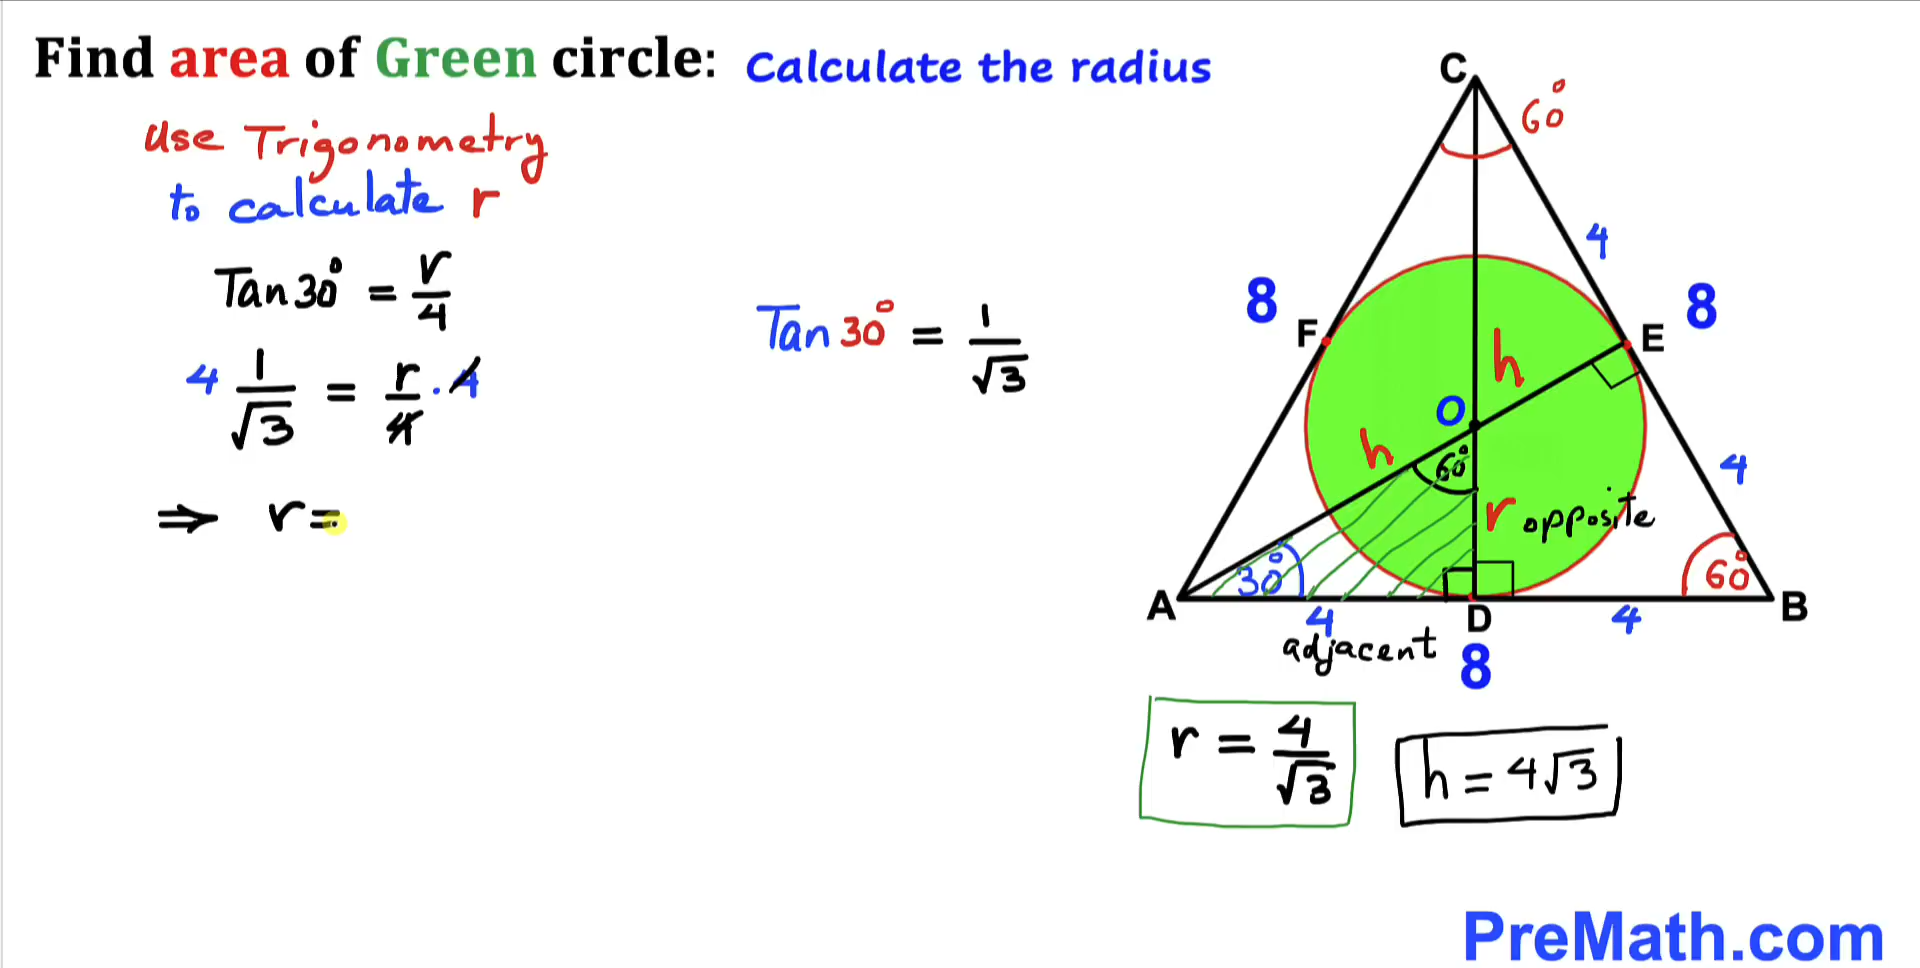 Find area of Green circle: Calculate the radius
Use Trigonometry
to calculate r
Tan 30° = r/4
4 1/√3 = r/4 · 4
⇒ r=
Tan 30° = 1/√3
C
60°
4
8
8
F
E
h
O
h
60°
4
r opposite
30°
60°
A
D
B
4
4
adjacent
8
r = 4/√3
h = 4√3
PreMath.com